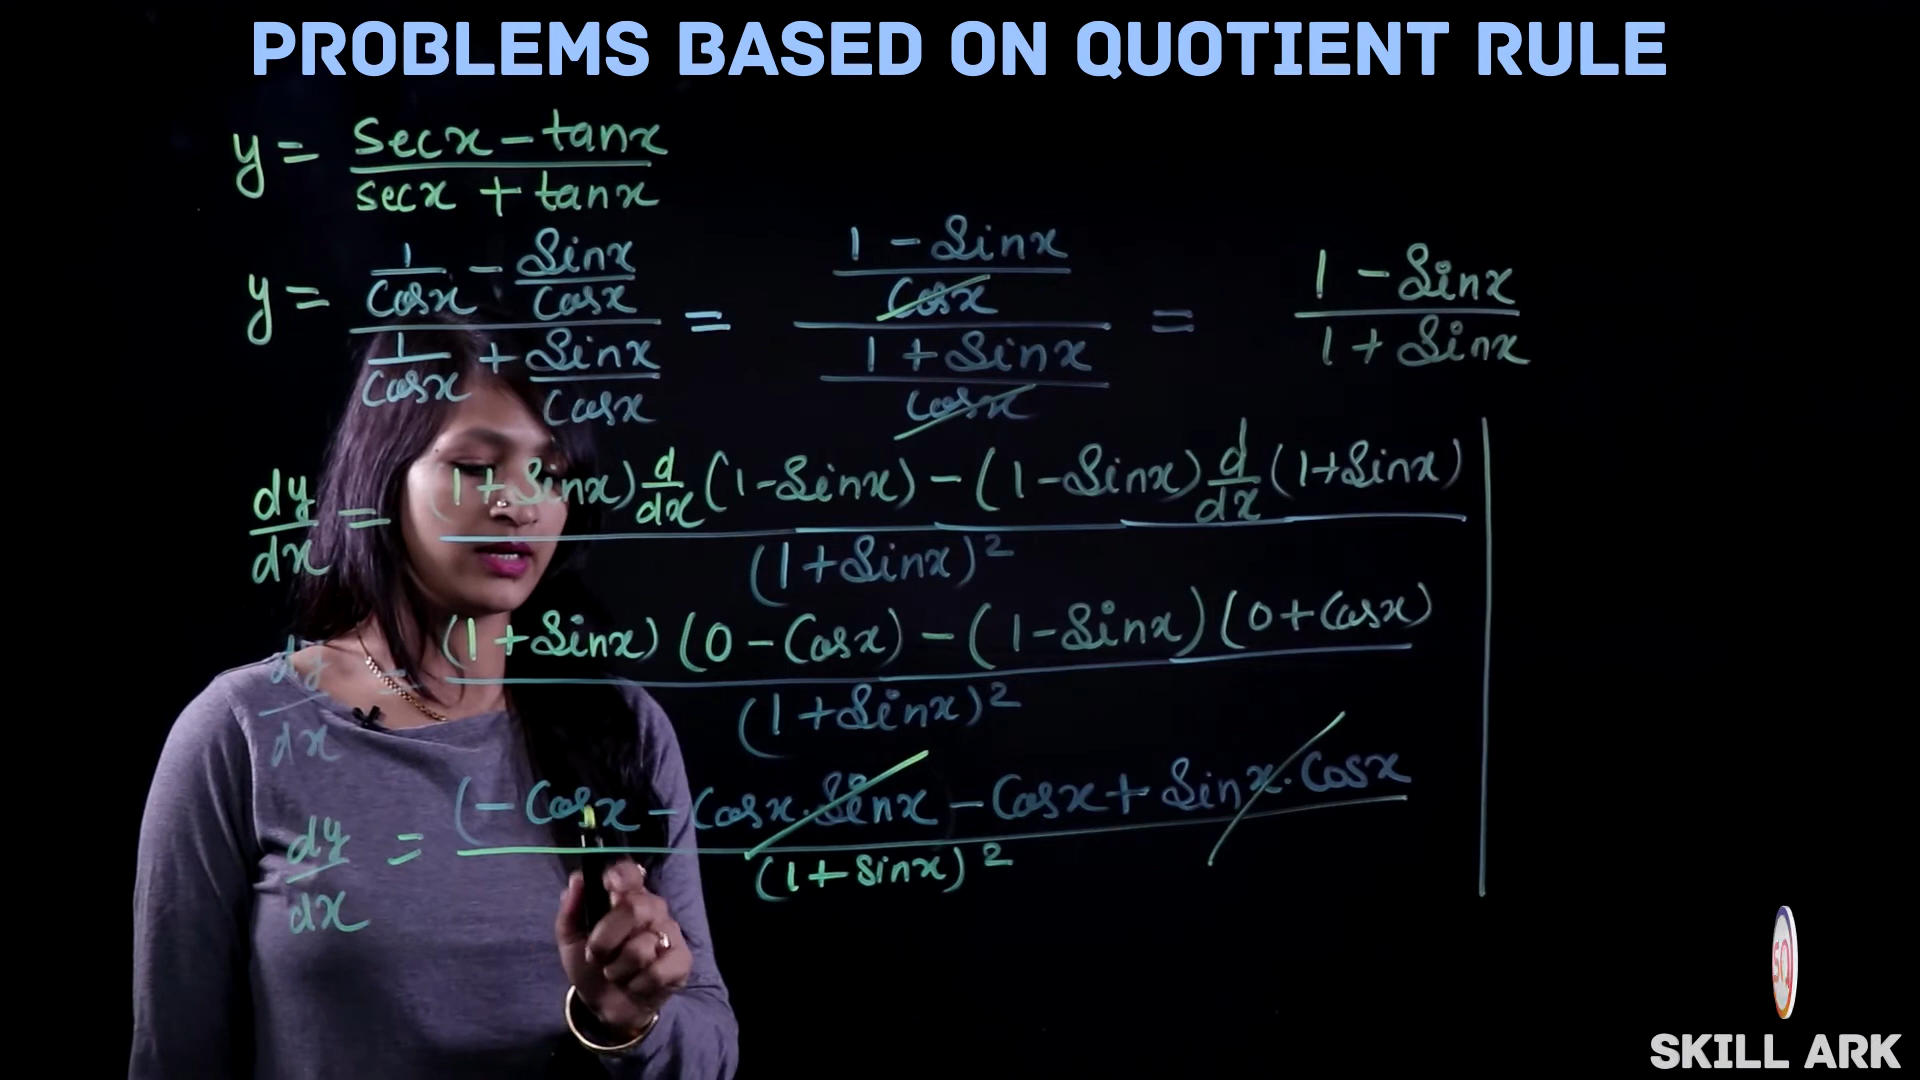 PROBLEMS BASED ON QUOTIENT RULE
y = (secx - tanx)/(secx + tanx)
y = (1/Cosx - Sinx/Cosx)/(1/Cosx + Sinx/Cosx) = ((1 - Sinx)/Cosx)/((1 + Sinx)/Cosx) = (1 - Sinx)/(1 + Sinx)
dy/dx = ((1+Sinx) d/dx (1-Sinx) - (1-Sinx) d/dx (1+Sinx))/(1+Sinx)²
dy/dx = ((1+Sinx) (0 - Cosx) - (1-Sinx) (0+Cosx))/(1+Sinx)²
dy/dx = (- Cosx - Cosx.Sinx - Cosx + Sinx.Cosx/(1+sinx)²
SKILL ARK